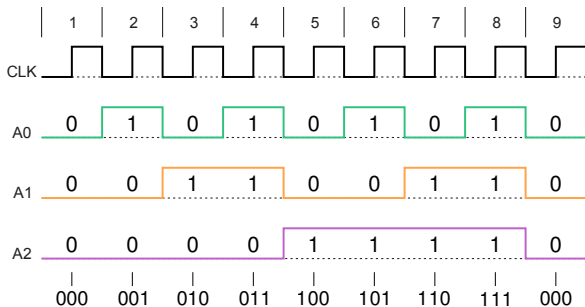 1 2 3 4 5 6 7 8 9
CLK
A0 0 1 0 1 0 1 0 1 0
A1 0 0 1 1 0 0 1 1 0
A2 0 0 0 0 1 1 1 1 0
000 001 010 011 100 101 110 111 000